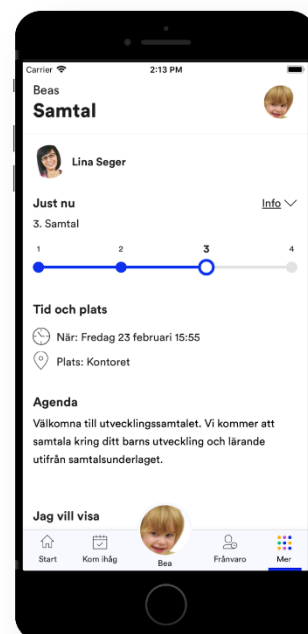 Carrier 2:13 PM
Beas
Samtal
Lina Seger
Just nu Info
3. Samtal
1 2 3 4
Tid och plats
När: Fredag 23 februari 15:55
Plats: Kontoret
Agenda
Välkomna till utvecklingssamtalet. Vi kommer att
samtala kring ditt barns utveckling och lärande
utifrån samtalsunderlaget.
Jag vill visa
Start Kom ihåg Bea Frånvaro Mer